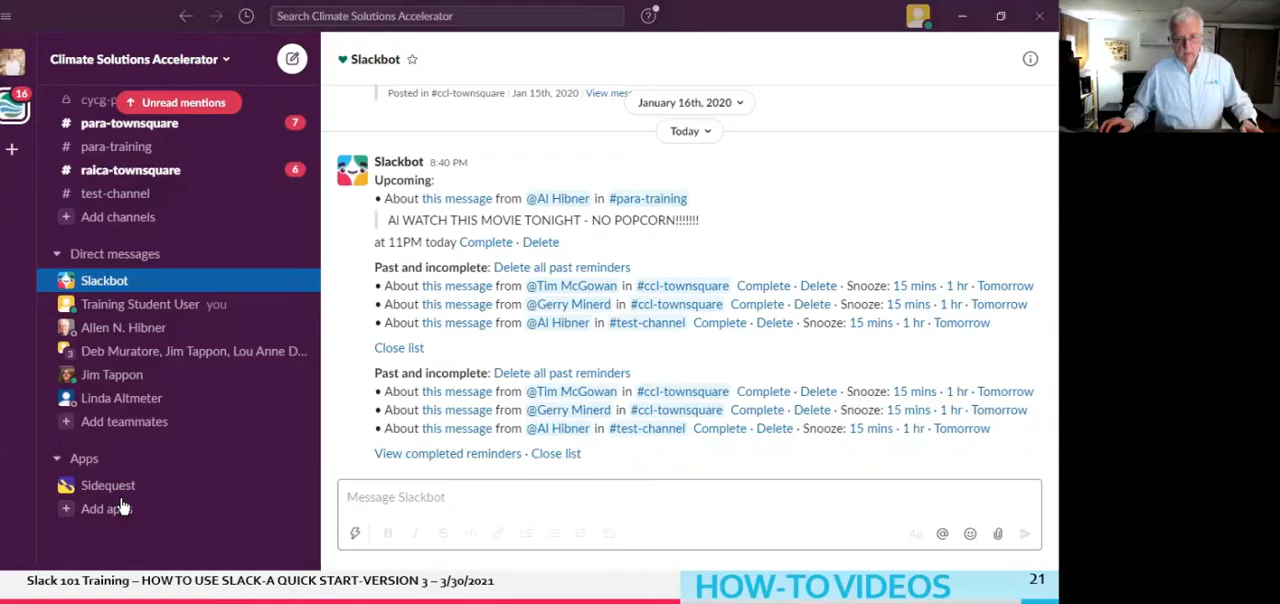 Search Climate Solutions Accelerator
16
Climate Solutions Accelerator
cycg-p
Unread mentions
# para-townsquare 7
# para-training
# raica-townsquare 6
# test-channel
+ Add channels
Direct messages
Slackbot
Training Student User you
Allen N. Hibner
3 Deb Muratore, Jim Tappon, Lou Anne D...
Jim Tappon
Linda Altmeter
+ Add teammates
Apps
Sidequest
+ Add apps
Slackbot
Posted in #ccl-townsquare | Jan 15th, 2020 | View mes
January 16th, 2020
Today
Slackbot 8:40 PM
Upcoming:
• About this message from @Al Hibner in #para-training
Al WATCH THIS MOVIE TONIGHT - NO POPCORN!!!!!!!
at 11PM today Complete · Delete
Past and incomplete: Delete all past reminders
• About this message from @Tim McGowan in #ccl-townsquare Complete · Delete · Snooze: 15 mins · 1 hr · Tomorrow
• About this message from @Gerry Minerd in #ccl-townsquare Complete · Delete · Snooze: 15 mins · 1 hr · Tomorrow
• About this message from @Al Hibner in #test-channel Complete · Delete · Snooze: 15 mins · 1 hr · Tomorrow
Close list
Past and incomplete: Delete all past reminders
• About this message from @Tim McGowan in #ccl-townsquare Complete · Delete · Snooze: 15 mins · 1 hr · Tomorrow
• About this message from @Gerry Minerd in #ccl-townsquare Complete · Delete · Snooze: 15 mins · 1 hr · Tomorrow
• About this message from @Al Hibner in #test-channel Complete · Delete · Snooze: 15 mins · 1 hr · Tomorrow
View completed reminders · Close list
Message Slackbot
Aa @
Slack 101 Training – HOW TO USE SLACK-A QUICK START-VERSION 3 – 3/30/2021
HOW-TO VIDEOS
21